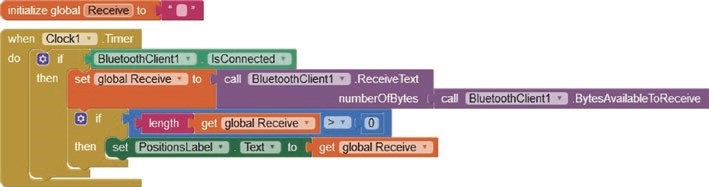 initialize global Receive to " "
when Clock1 .Timer
do if BluetoothClient1 . IsConnected
then set global Receive to call BluetoothClient1 .ReceiveText
numberOfBytes call BluetoothClient1 .BytesAvailableToReceive
if length get global Receive > 0
then set PositionsLabel . Text to get global Receive